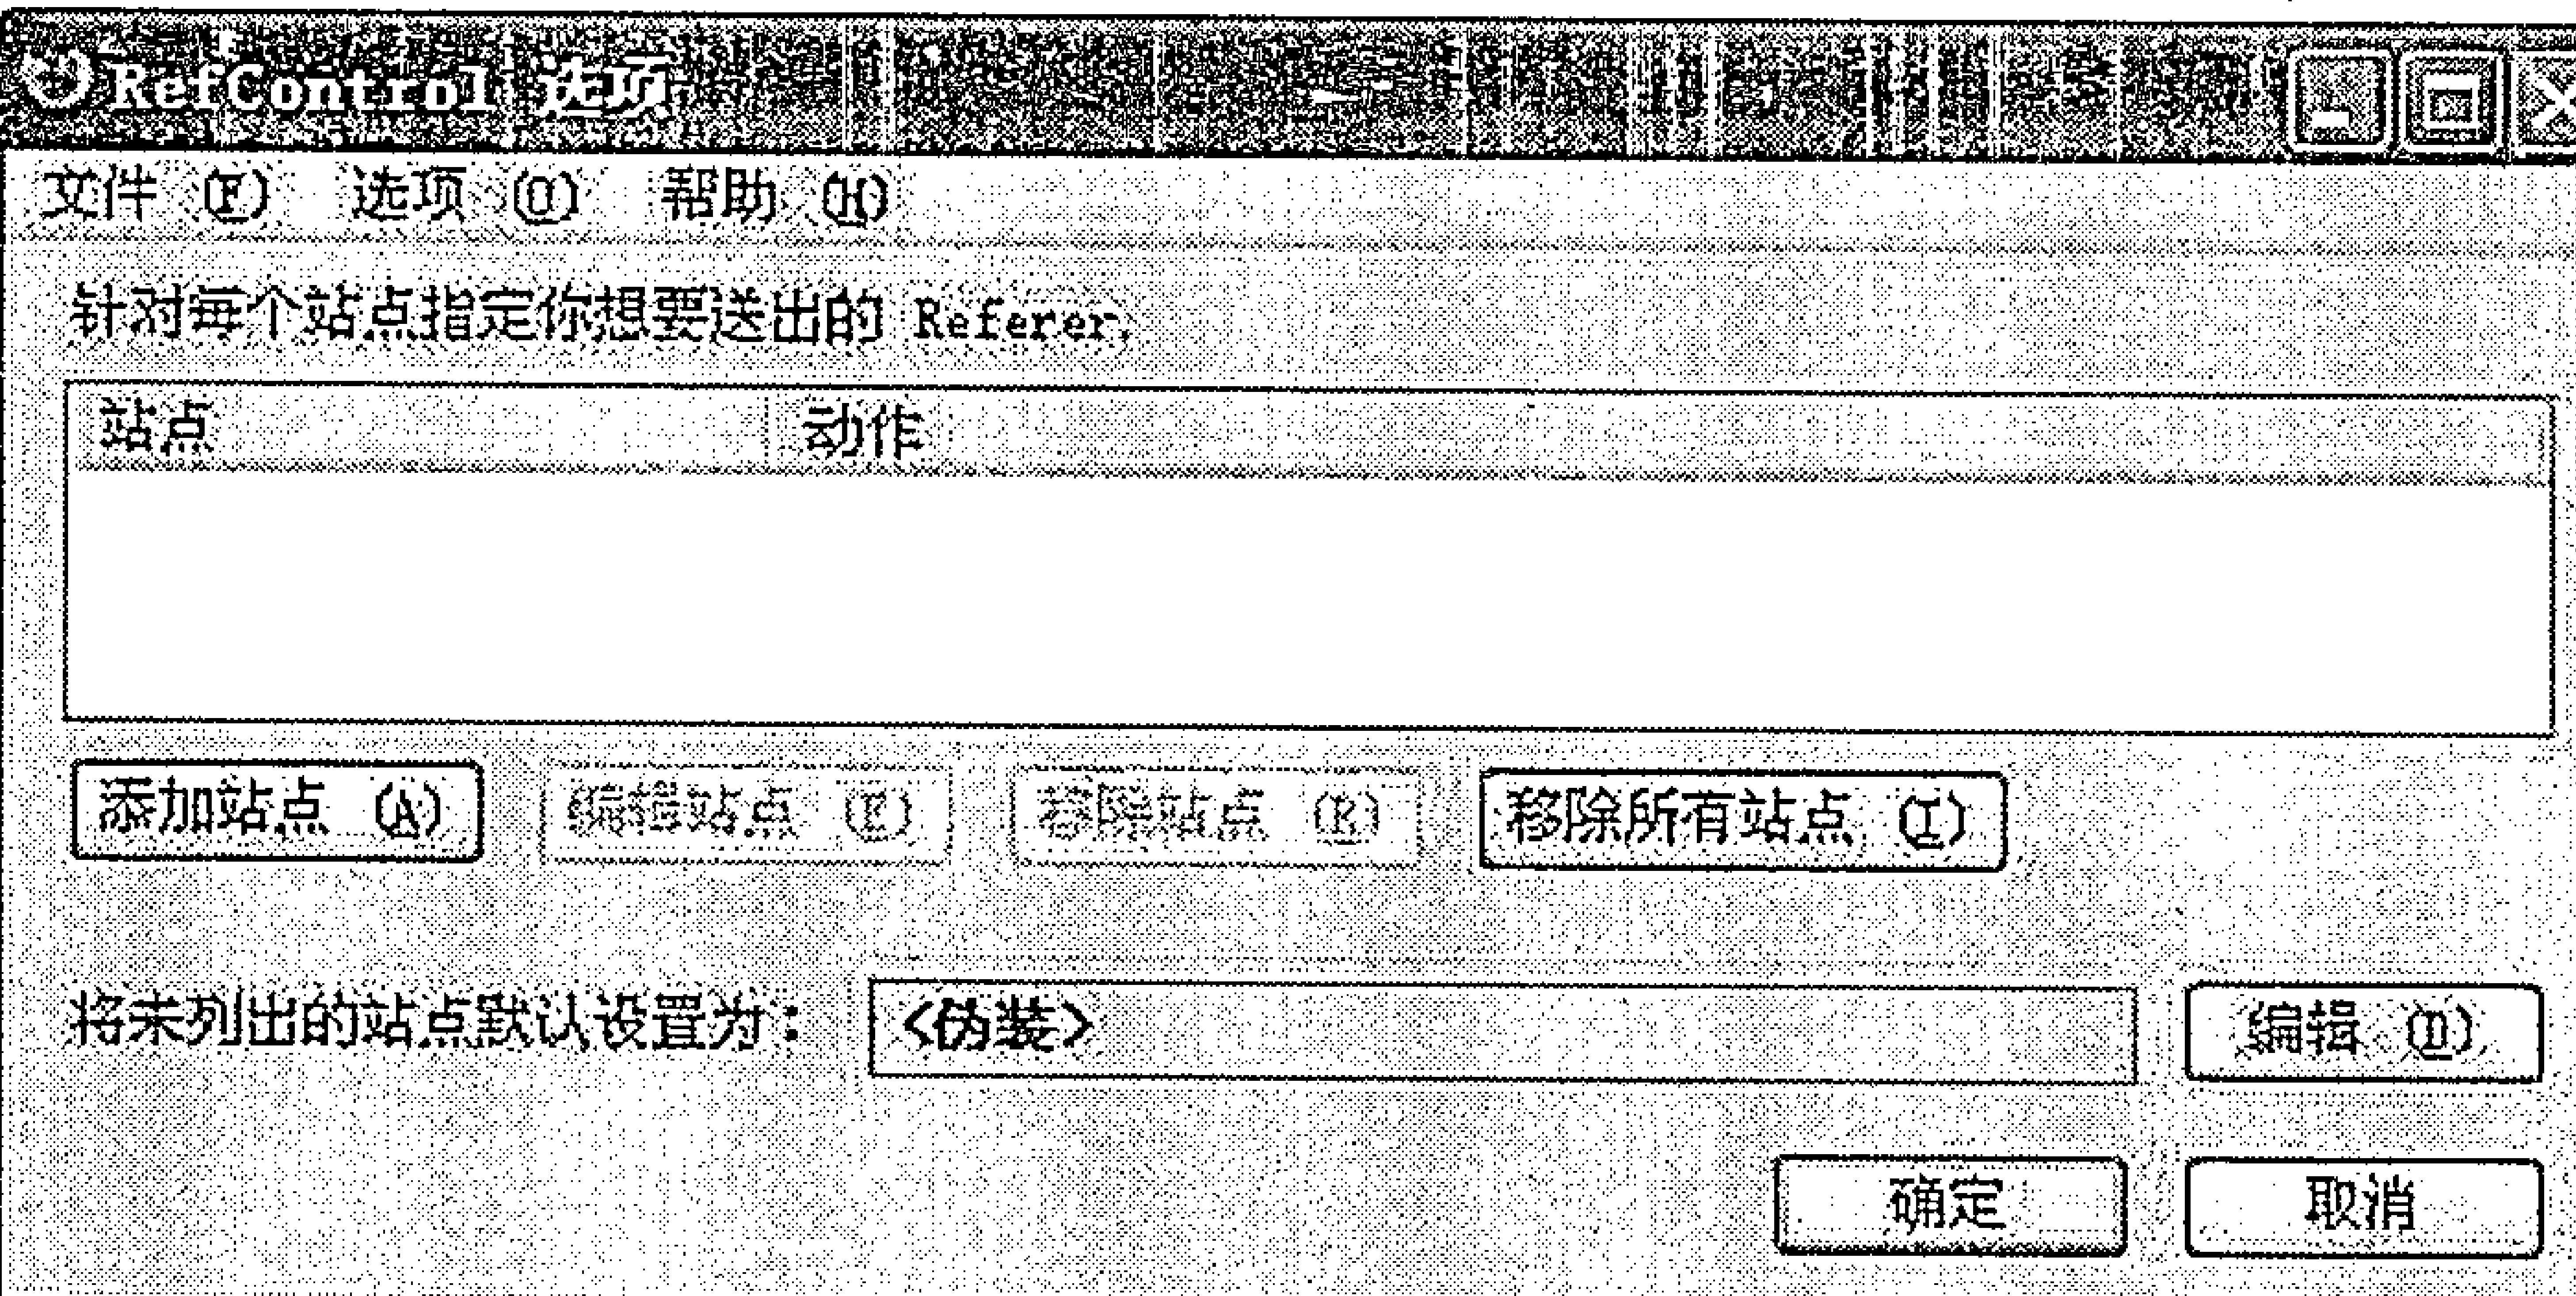 RefControl 选项
文件 (F) 选项 (O) 帮助 (H)
针对每个站点指定你想要送出的 Referer.
站点 动作
添加站点 (A) 编辑站点 (E) 移除站点 (R) 移除所有站点 (I)
将未列出的站点默认设置为： <伪装> 编辑 (D)
确定 取消